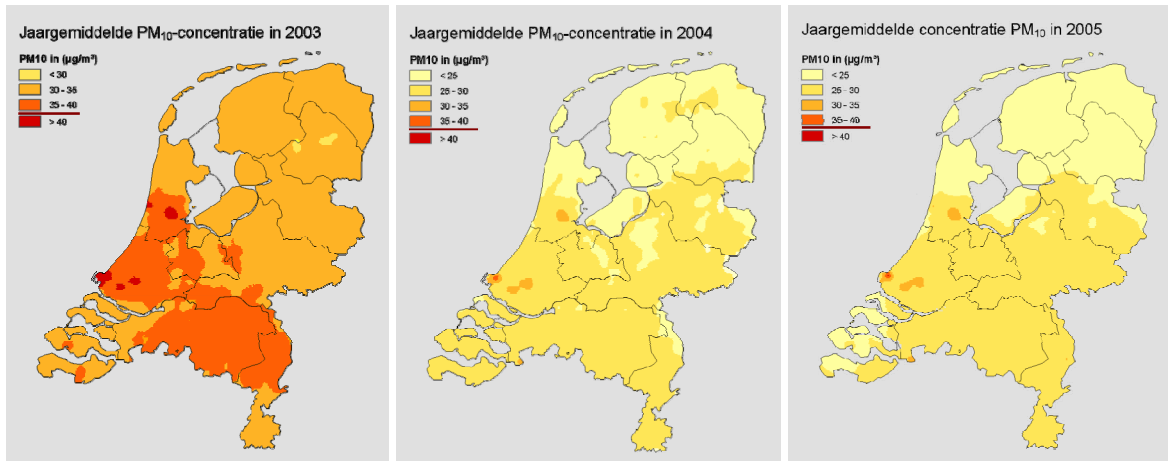 Jaargemiddelde PM₁₀-concentratie in 2003
PM10 in (µg/m³)
< 30
30 - 35
35 - 40
> 40
Jaargemiddelde PM₁₀-concentratie in 2004
PM10 in (µg/m³)
< 25
25 - 30
30 - 35
35 - 40
> 40
Jaargemiddelde concentratie PM₁₀ in 2005
PM10 in (µg/m³)
< 25
25 - 30
30 - 35
35 - 40
> 40